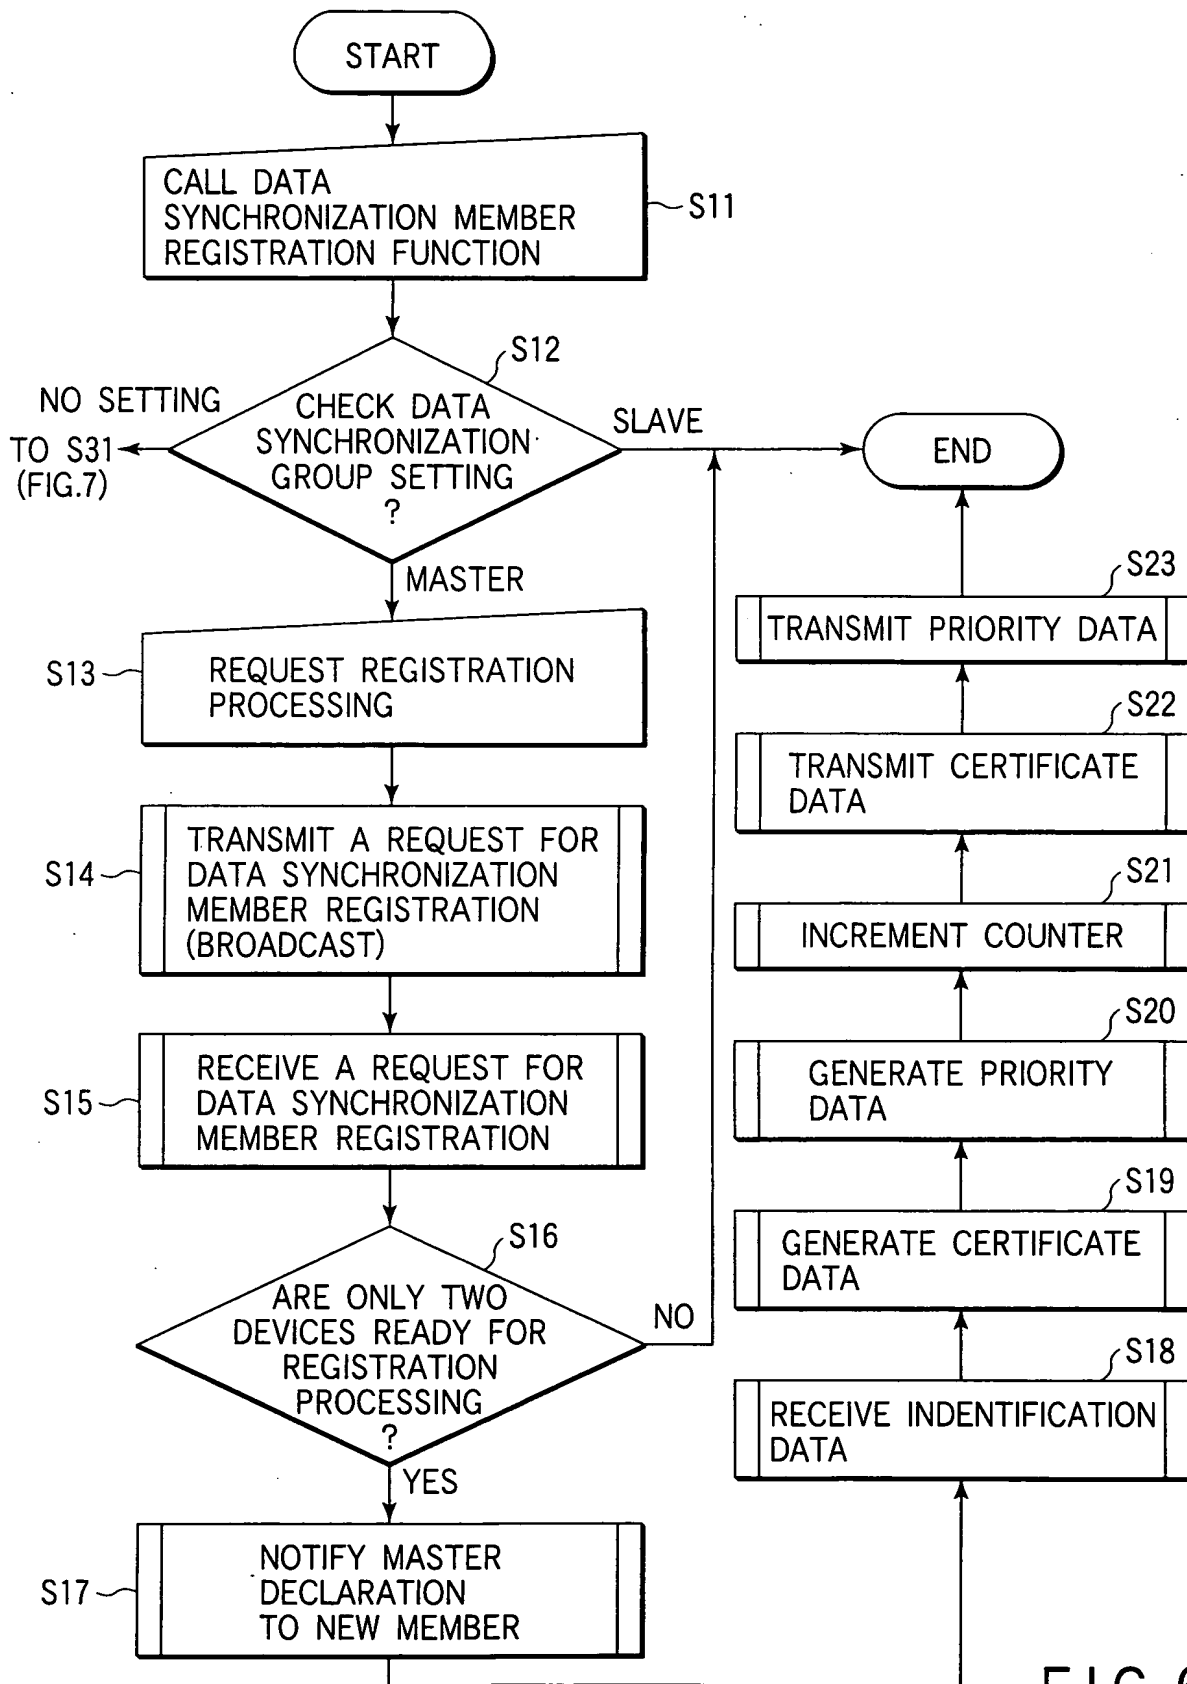 START
CALL DATA
SYNCHRONIZATION MEMBER
REGISTRATION FUNCTION
S11
S12
NO SETTING
TO S31
(FIG.7)
CHECK DATA
SYNCHRONIZATION
GROUP SETTING
?
SLAVE
END
MASTER
S13
REQUEST REGISTRATION
PROCESSING
S14
TRANSMIT A REQUEST FOR
DATA SYNCHRONIZATION
MEMBER REGISTRATION
(BROADCAST)
S15
RECEIVE A REQUEST FOR
DATA SYNCHRONIZATION
MEMBER REGISTRATION
S16
ARE ONLY TWO
DEVICES READY FOR
REGISTRATION
PROCESSING
?
NO
YES
S17
NOTIFY MASTER
DECLARATION
TO NEW MEMBER
S23
TRANSMIT PRIORITY DATA
S22
TRANSMIT CERTIFICATE
DATA
S21
INCREMENT COUNTER
S20
GENERATE PRIORITY
DATA
S19
GENERATE CERTIFICATE
DATA
S18
RECEIVE INDENTIFICATION
DATA